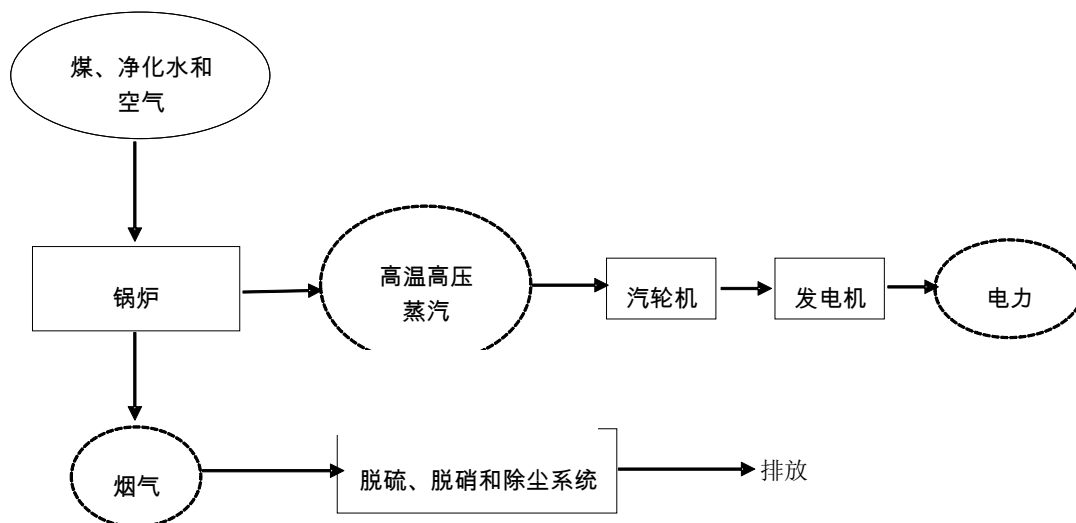 煤、净化水和
空气
锅炉
高温高压
蒸汽
汽轮机
发电机
电力
烟气
脱硫、脱硝和除尘系统
排放